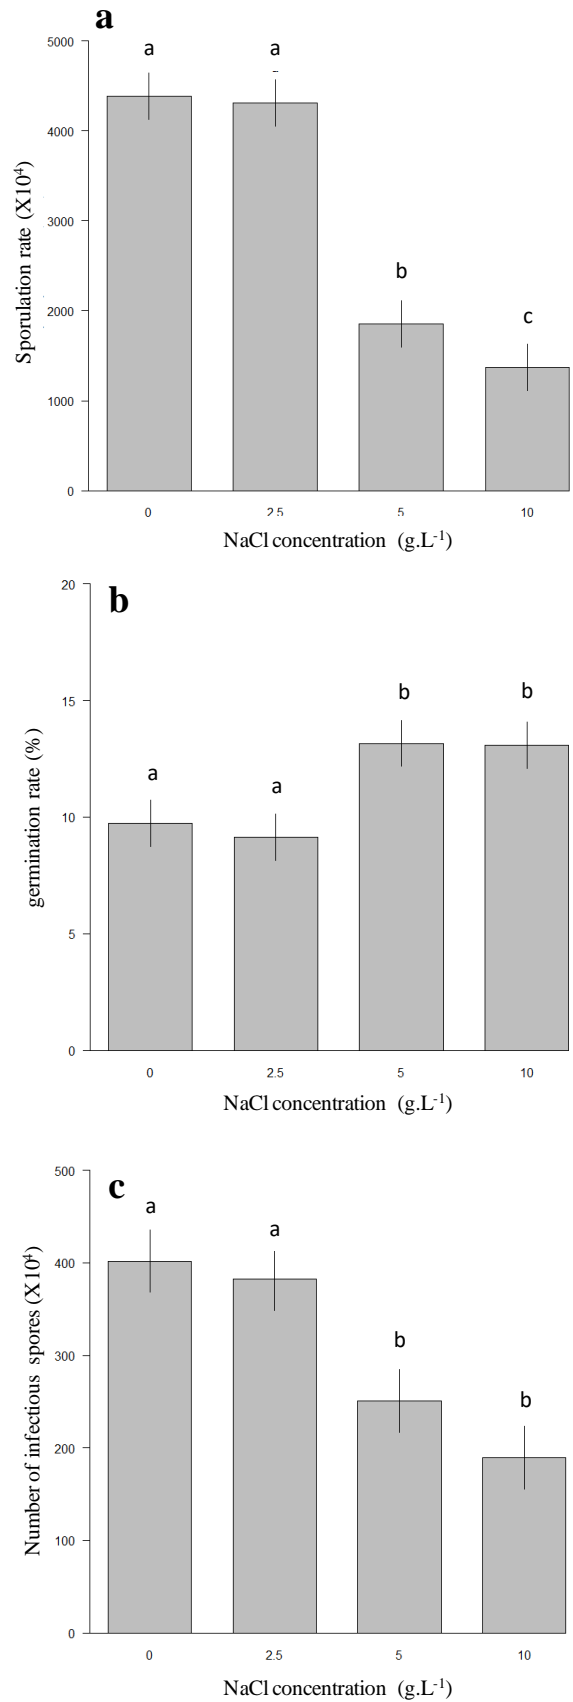 a
5000
4000
3000
2000
1000
0
Sporulation rate (X10⁴)
a
a
b
c
0
2.5
5
10
NaCl concentration (g.L⁻¹)
b
20
15
10
5
0
germination rate (%)
a
a
b
b
0
2.5
5
10
NaCl concentration (g.L⁻¹)
c
500
400
300
200
100
0
Number of infectious spores (X10⁴)
a
a
b
b
0
2.5
5
10
NaCl concentration (g.L⁻¹)